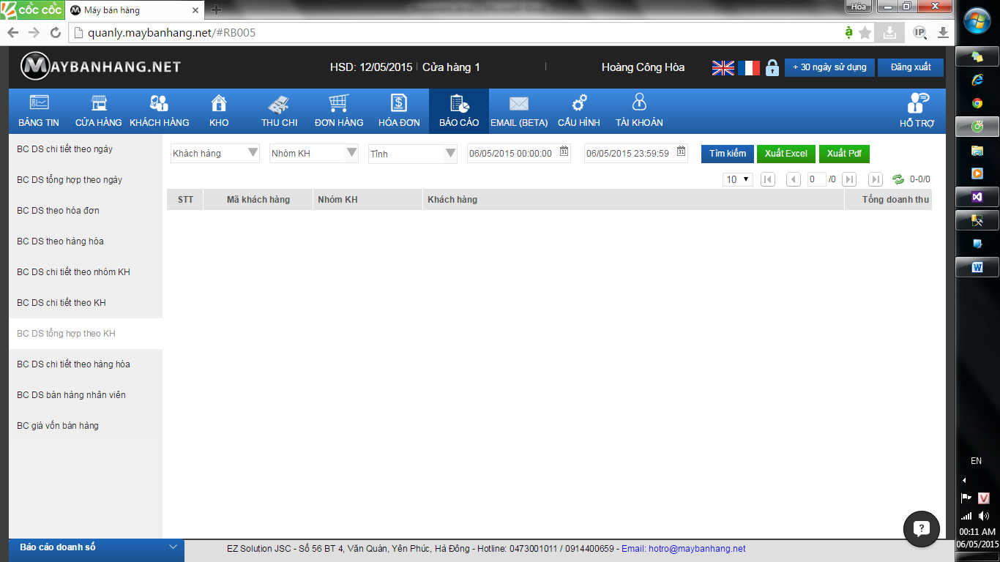 CỐC CỐC
Máy bán hàng
Hòa
quanly.maybanhang.net/#RB005
IP
MAYBANHANG.NET
HSD: 12/05/2015 | Cửa hàng 1 | Hoàng Công Hòa
+ 30 ngày sử dụng
Đăng xuất
BẢNG TIN
CỬA HÀNG
KHÁCH HÀNG
KHO
THU CHI
ĐƠN HÀNG
HÓA ĐƠN
BÁO CÁO
EMAIL (BETA)
CẤU HÌNH
TÀI KHOẢN
HỖ TRỢ
BC DS chi tiết theo ngày
BC DS tổng hợp theo ngày
BC DS theo hóa đơn
BC DS theo hàng hóa
BC DS chi tiết theo nhóm KH
BC DS chi tiết theo KH
BC DS tổng hợp theo KH
BC DS chi tiết theo hàng hóa
BC DS bán hàng nhân viên
BC giá vốn bán hàng
Báo cáo doanh số
Khách hàng
Nhóm KH
Tỉnh
06/05/2015 00:00:00
06/05/2015 23:59:59
Tìm kiếm
Xuất Excel
Xuất Pdf
10
0 /0
0-0/0
STT
Mã khách hàng
Nhóm KH
Khách hàng
Tổng doanh thu
EZ Solution JSC - Số 56 BT 4, Văn Quán, Yên Phúc, Hà Đông - Hotline: 0473001011 / 0914400659 - Email: hotro@maybanhang.net
EN
00:11 AM
06/05/2015